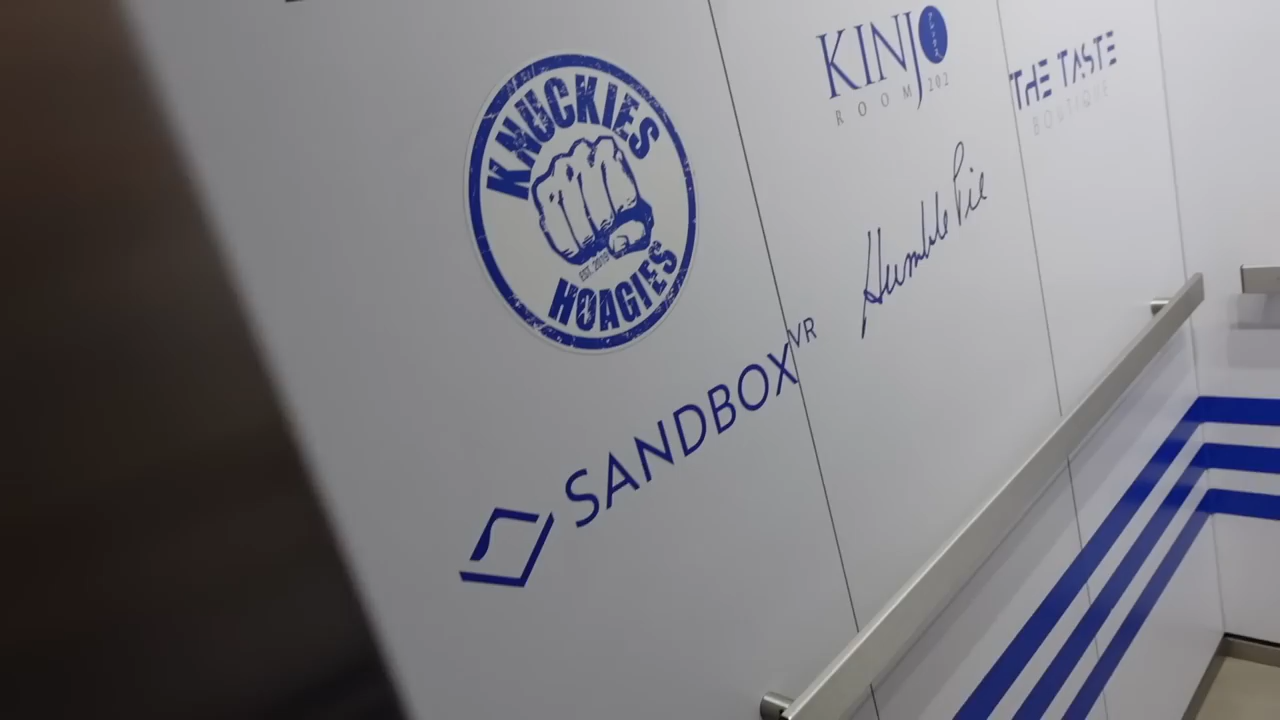 KNUCKIES
EST. 2019
HOAGIES
SANDBOX VR
KINJO
ROOM 202
Humble Pie
THE TASTE
BOUTIQUE